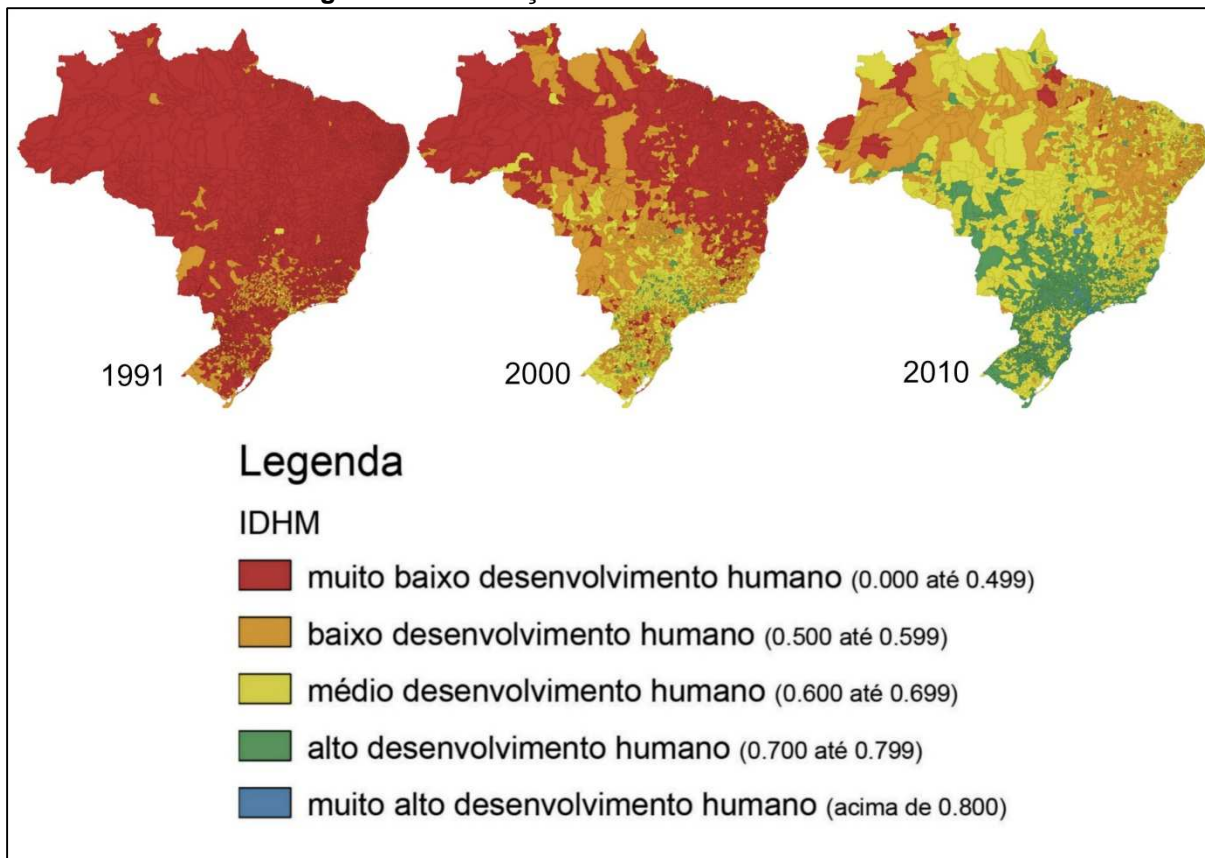 1991
2000
2010
Legenda
IDHM
muito baixo desenvolvimento humano (0.000 até 0.499)
baixo desenvolvimento humano (0.500 até 0.599)
médio desenvolvimento humano (0.600 até 0.699)
alto desenvolvimento humano (0.700 até 0.799)
muito alto desenvolvimento humano (acima de 0.800)